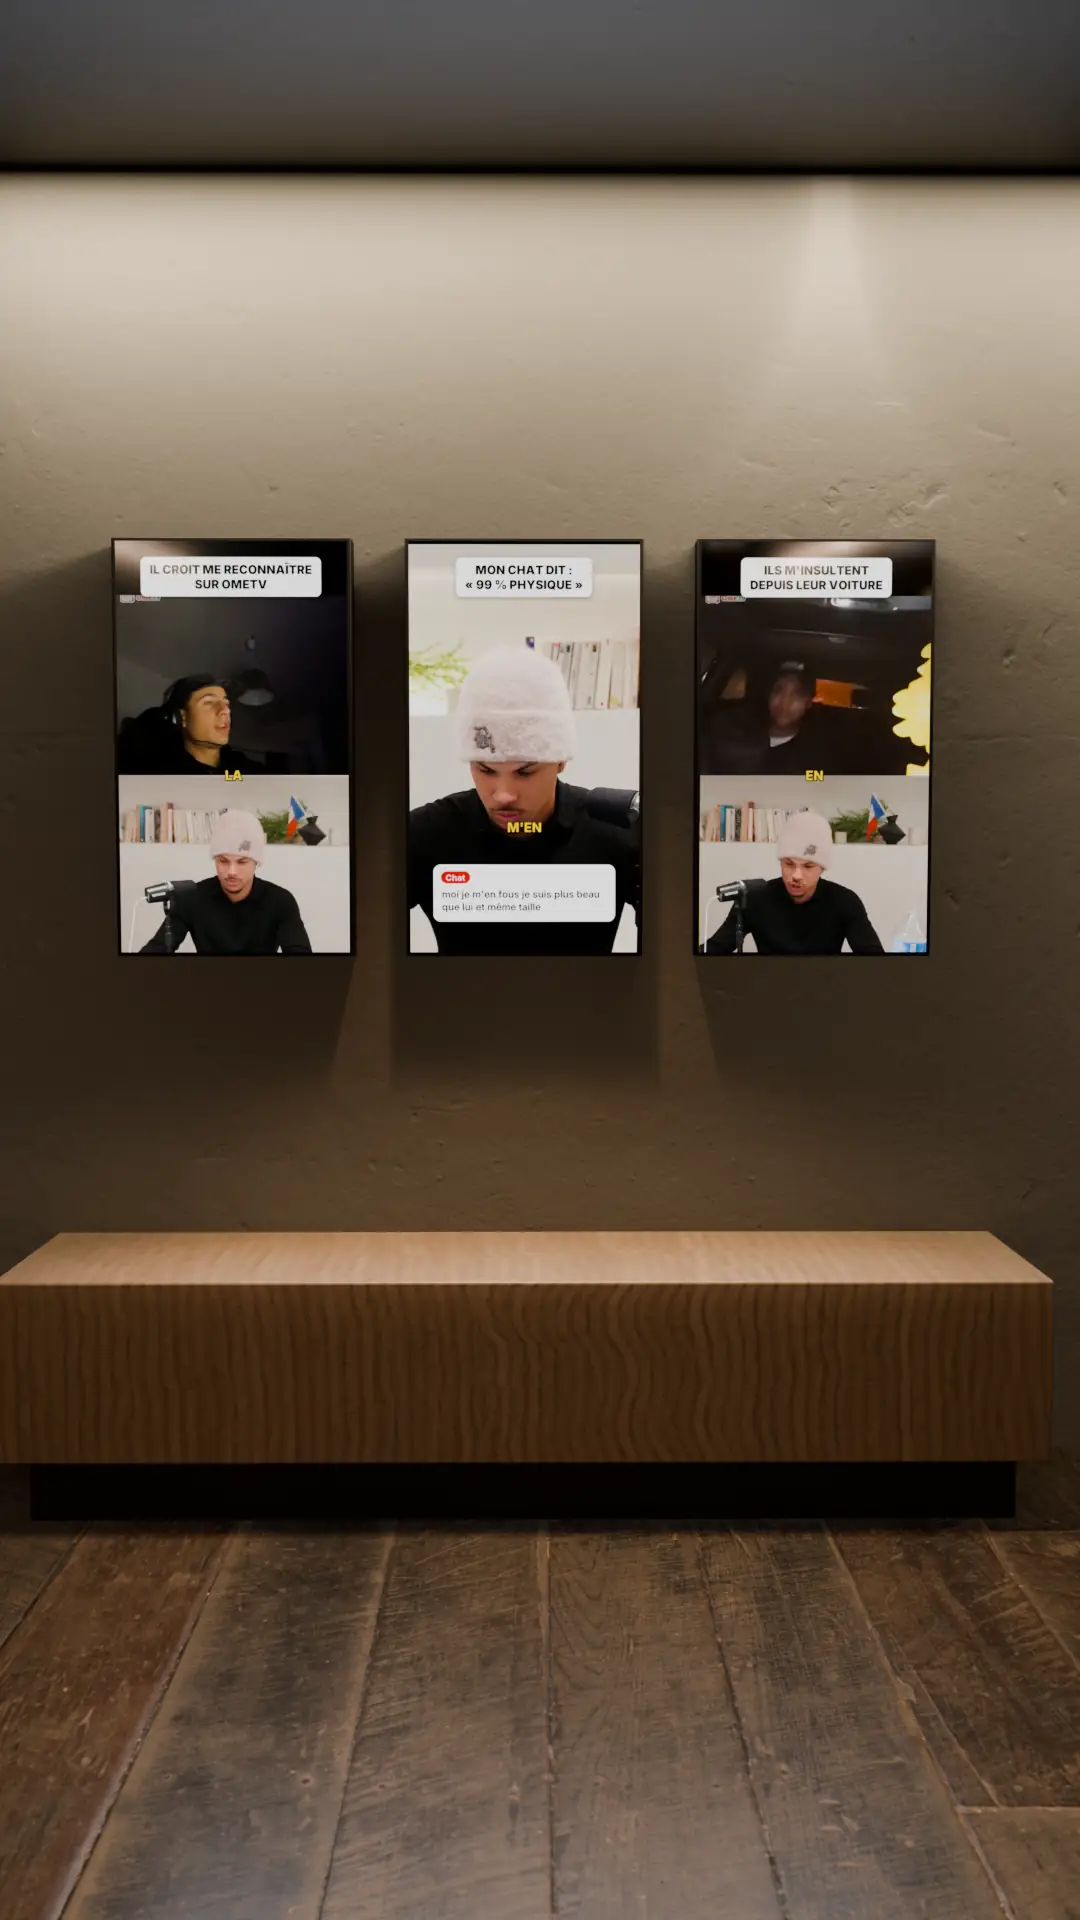 IL CROIT ME RECONNAÎTRE
SUR OMETV
LA
MON CHAT DIT :
« 99 % PHYSIQUE »
M'EN
Chat
moi je m'en fous je suis plus beau
que lui et même taille
ILS M'INSULTENT
DEPUIS LEUR VOITURE
EN